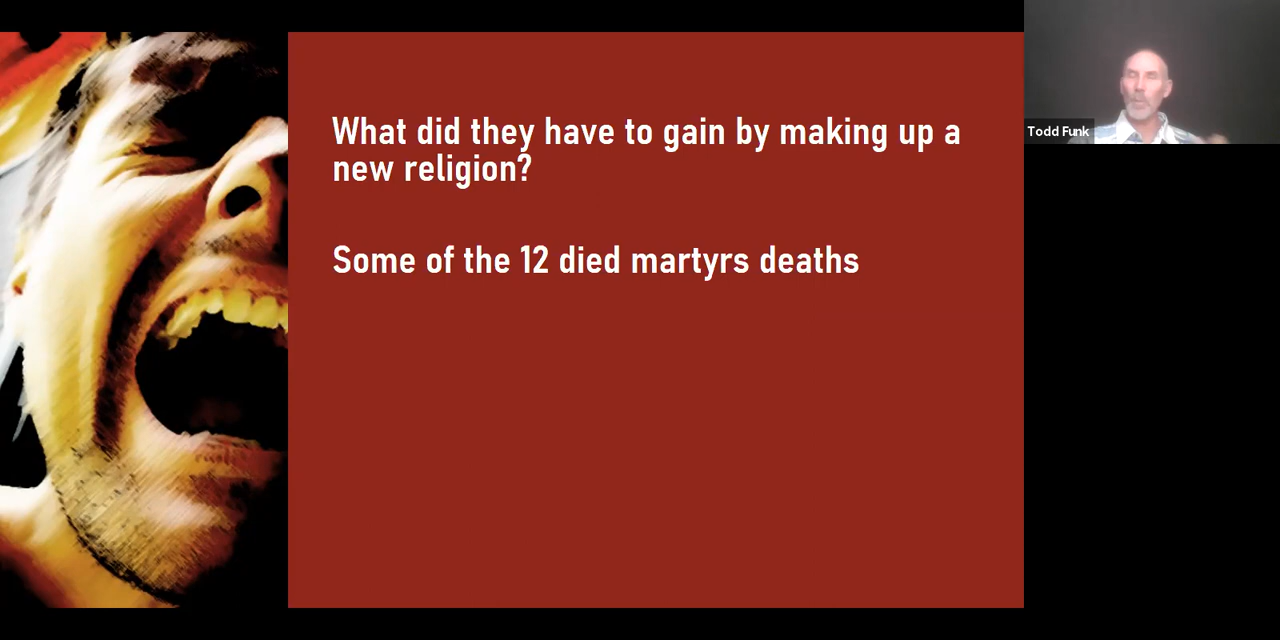 What did they have to gain by making up a
new religion?
Some of the 12 died martyrs deaths
Todd Funk